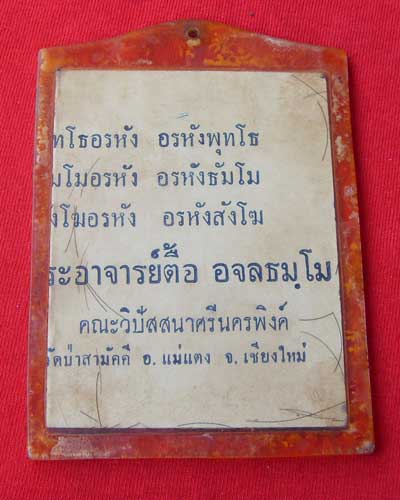 ทโธอรหัง อรหังพุทโธ
มโมอรหัง อรหังธัมโม
งโฆอรหัง อรหังสังโฆ
ระอาจารย์ตื้อ อจลธมฺโม
คณะวิปัสสนาศรีนครพิงค์
วัดป่าสามัคคี อ.แม่แตง จ.เชียงใหม่